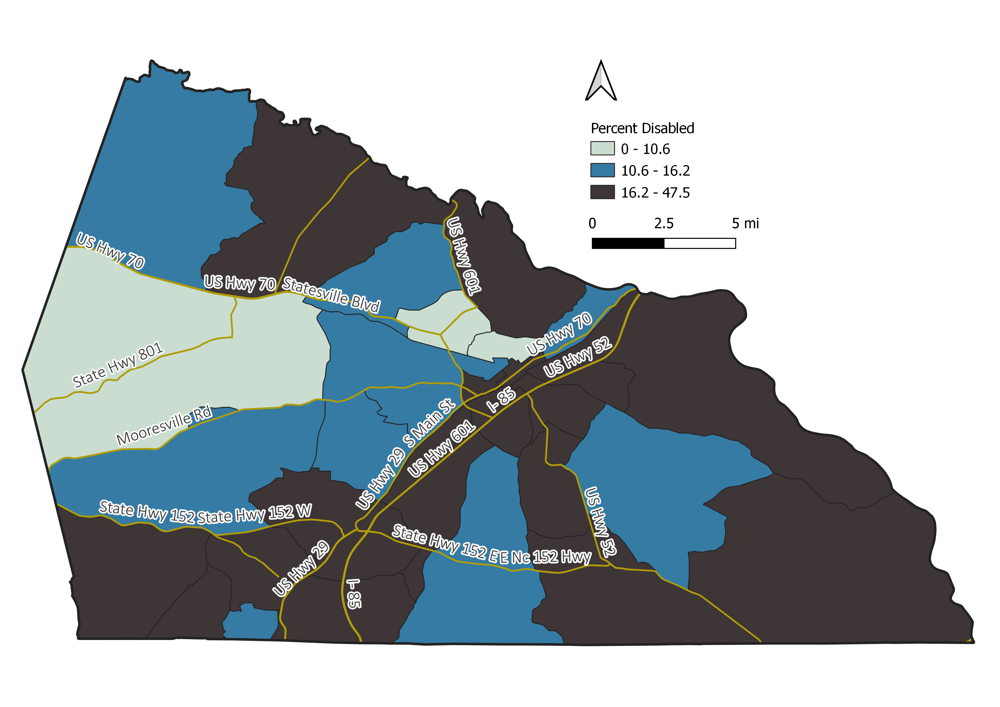 Percent Disabled
0 - 10.6
10.6 - 16.2
16.2 - 47.5
0 2.5 5 mi
US Hwy 70
US Hwy 601
US Hwy 70
Statesville Blvd
US Hwy 70
US Hwy 52
State Hwy 801
I- 85
Mooresville Rd
S Main St
US Hwy 601
US Hwy 29
State Hwy 152
State Hwy 152 W
US Hwy 52
State Hwy 152 E
E Nc 152 Hwy
US Hwy 29
I- 85